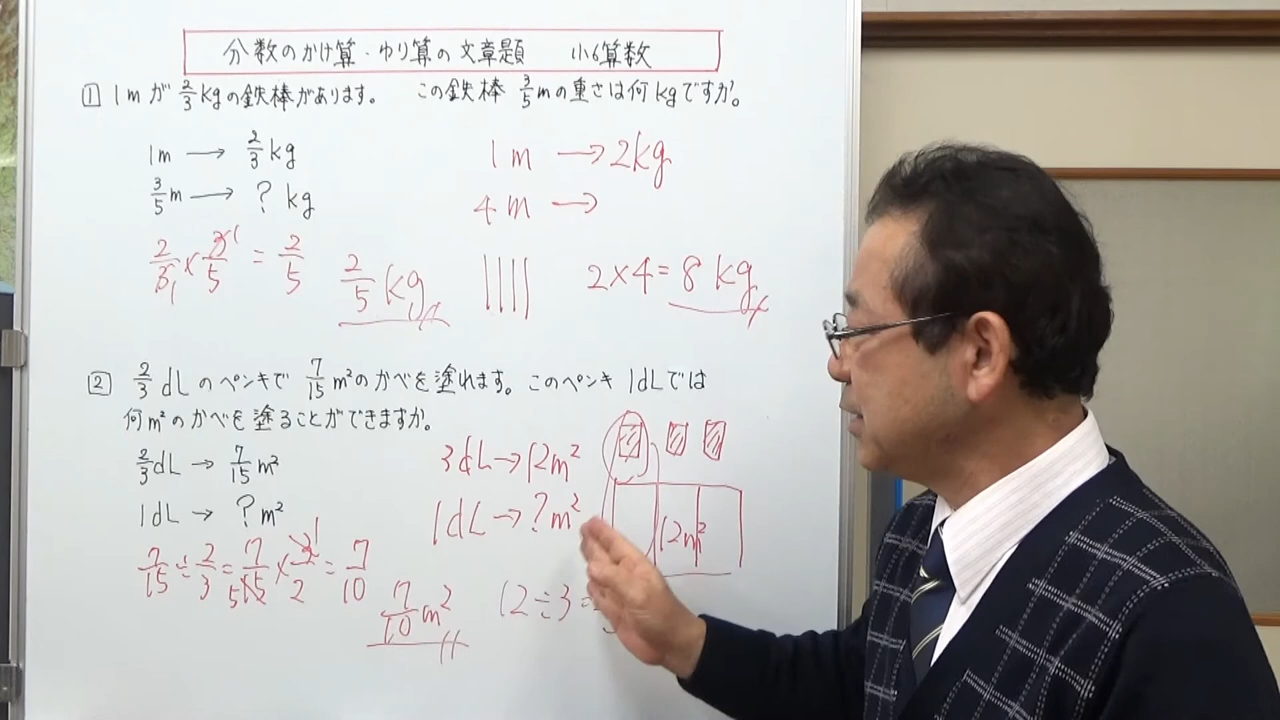 分数のかけ算・わり算の文章題 小6算数
1 1mが2/3kgの鉄棒があります。 この鉄棒 3/5mの重さは何kgですか。
1m → 2/3 kg
3/5m → ? kg
2/3 × 3/5 = 2/5
1 1
2/5 kg
1m → 2kg
4m →
2×4=8 kg
2 2/3 dLのペンキで 7/15 m²のかべを塗れます。このペンキ 1dLでは
何m²のかべを塗ることができますか。
2/3dL → 7/15 m²
1dL → ? m²
7/15 ÷ 2/3 = 7/15 × 3/2 = 7/10
5 1
7/10 m²
3dL→12m²
1dL→?m²
12m²
12÷3=